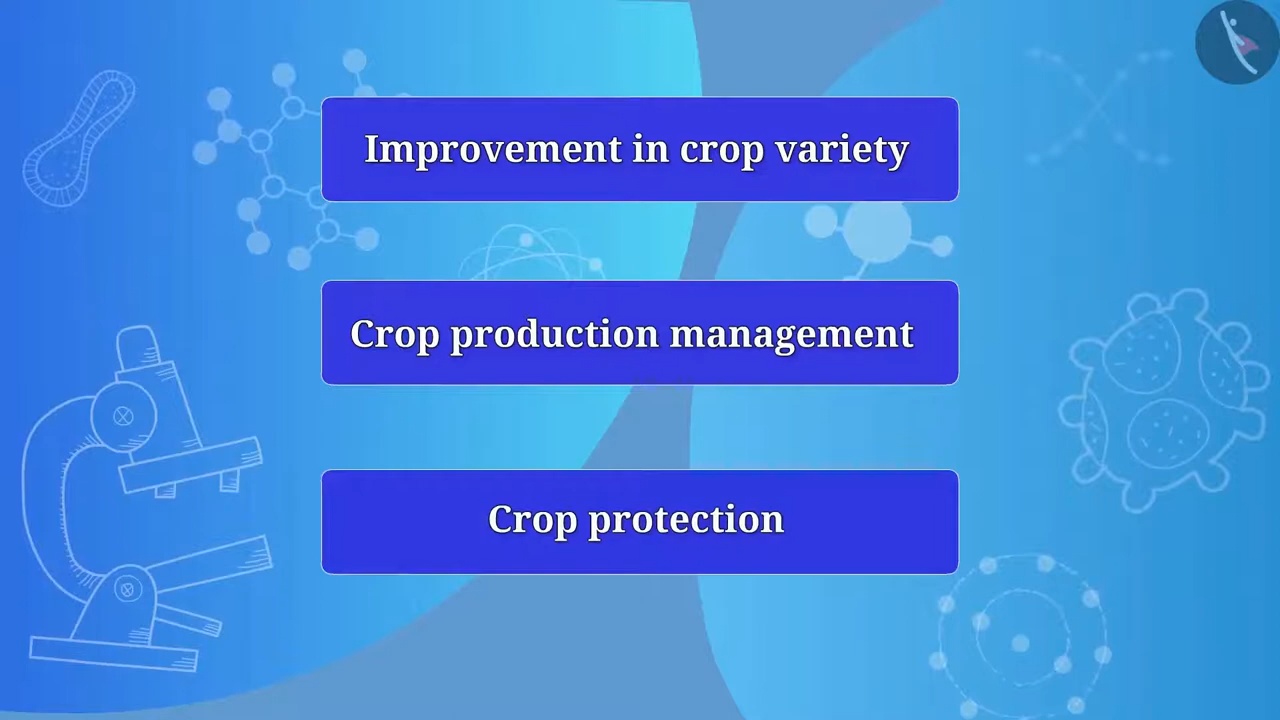 Improvement in crop variety
Crop production management
Crop protection